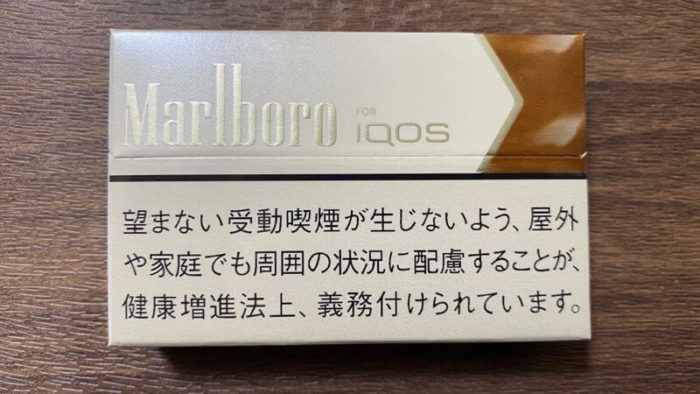 Marlboro FOR IQOS
望まない受動喫煙が生じないよう、屋外
や家庭でも周囲の状況に配慮することが、
健康増進法上、義務付けられています。